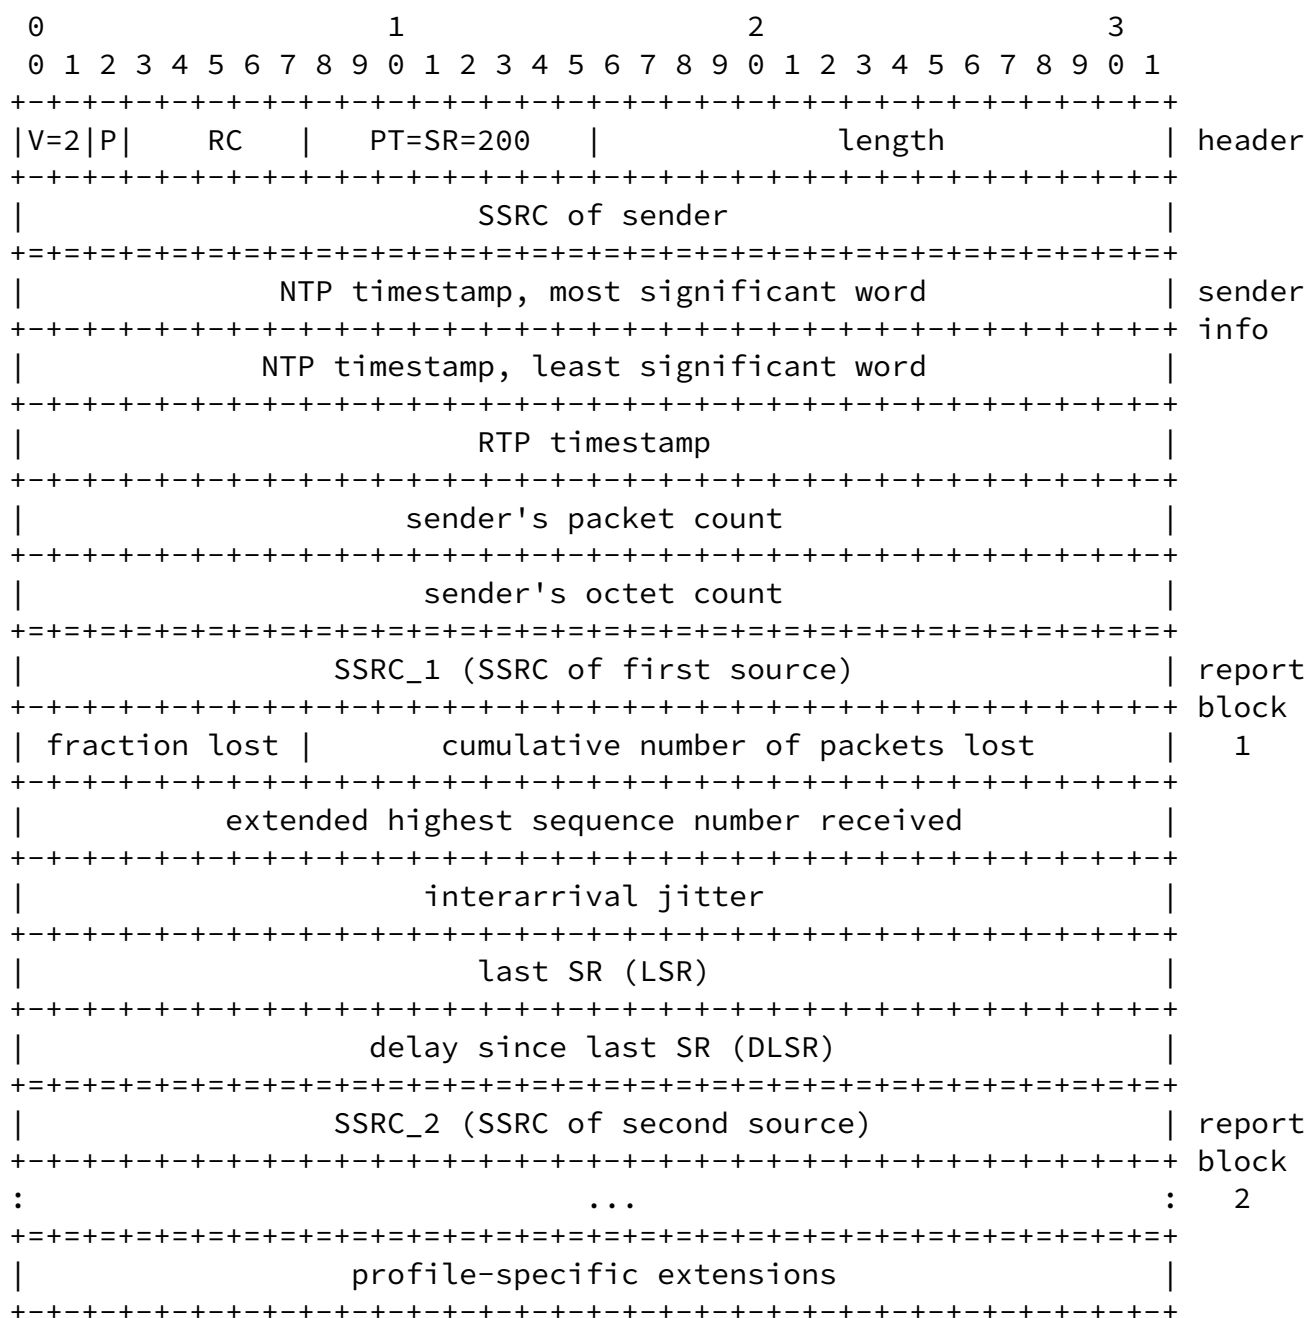 0                   1                   2                   3
 0 1 2 3 4 5 6 7 8 9 0 1 2 3 4 5 6 7 8 9 0 1 2 3 4 5 6 7 8 9 0 1
+-+-+-+-+-+-+-+-+-+-+-+-+-+-+-+-+-+-+-+-+-+-+-+-+-+-+-+-+-+-+-+-+
|V=2|P|    RC   |   PT=SR=200   |             length            | header
+-+-+-+-+-+-+-+-+-+-+-+-+-+-+-+-+-+-+-+-+-+-+-+-+-+-+-+-+-+-+-+-+
|                         SSRC of sender                        |
+=+=+=+=+=+=+=+=+=+=+=+=+=+=+=+=+=+=+=+=+=+=+=+=+=+=+=+=+=+=+=+=+
|              NTP timestamp, most significant word             | sender
+-+-+-+-+-+-+-+-+-+-+-+-+-+-+-+-+-+-+-+-+-+-+-+-+-+-+-+-+-+-+-+-+ info
|             NTP timestamp, least significant word             |
+-+-+-+-+-+-+-+-+-+-+-+-+-+-+-+-+-+-+-+-+-+-+-+-+-+-+-+-+-+-+-+-+
|                         RTP timestamp                         |
+-+-+-+-+-+-+-+-+-+-+-+-+-+-+-+-+-+-+-+-+-+-+-+-+-+-+-+-+-+-+-+-+
|                     sender's packet count                     |
+-+-+-+-+-+-+-+-+-+-+-+-+-+-+-+-+-+-+-+-+-+-+-+-+-+-+-+-+-+-+-+-+
|                      sender's octet count                     |
+=+=+=+=+=+=+=+=+=+=+=+=+=+=+=+=+=+=+=+=+=+=+=+=+=+=+=+=+=+=+=+=+
|                 SSRC_1 (SSRC of first source)                 | report
+-+-+-+-+-+-+-+-+-+-+-+-+-+-+-+-+-+-+-+-+-+-+-+-+-+-+-+-+-+-+-+-+ block
| fraction lost |       cumulative number of packets lost       |   1
+-+-+-+-+-+-+-+-+-+-+-+-+-+-+-+-+-+-+-+-+-+-+-+-+-+-+-+-+-+-+-+-+
|           extended highest sequence number received           |
+-+-+-+-+-+-+-+-+-+-+-+-+-+-+-+-+-+-+-+-+-+-+-+-+-+-+-+-+-+-+-+-+
|                      interarrival jitter                      |
+-+-+-+-+-+-+-+-+-+-+-+-+-+-+-+-+-+-+-+-+-+-+-+-+-+-+-+-+-+-+-+-+
|                         last SR (LSR)                         |
+-+-+-+-+-+-+-+-+-+-+-+-+-+-+-+-+-+-+-+-+-+-+-+-+-+-+-+-+-+-+-+-+
|                   delay since last SR (DLSR)                  |
+=+=+=+=+=+=+=+=+=+=+=+=+=+=+=+=+=+=+=+=+=+=+=+=+=+=+=+=+=+=+=+=+
|                 SSRC_2 (SSRC of second source)                | report
+-+-+-+-+-+-+-+-+-+-+-+-+-+-+-+-+-+-+-+-+-+-+-+-+-+-+-+-+-+-+-+-+ block
:                               ...                             :   2
+=+=+=+=+=+=+=+=+=+=+=+=+=+=+=+=+=+=+=+=+=+=+=+=+=+=+=+=+=+=+=+=+
|                  profile-specific extensions                  |
+-+-+-+-+-+-+-+-+-+-+-+-+-+-+-+-+-+-+-+-+-+-+-+-+-+-+-+-+-+-+-+-+